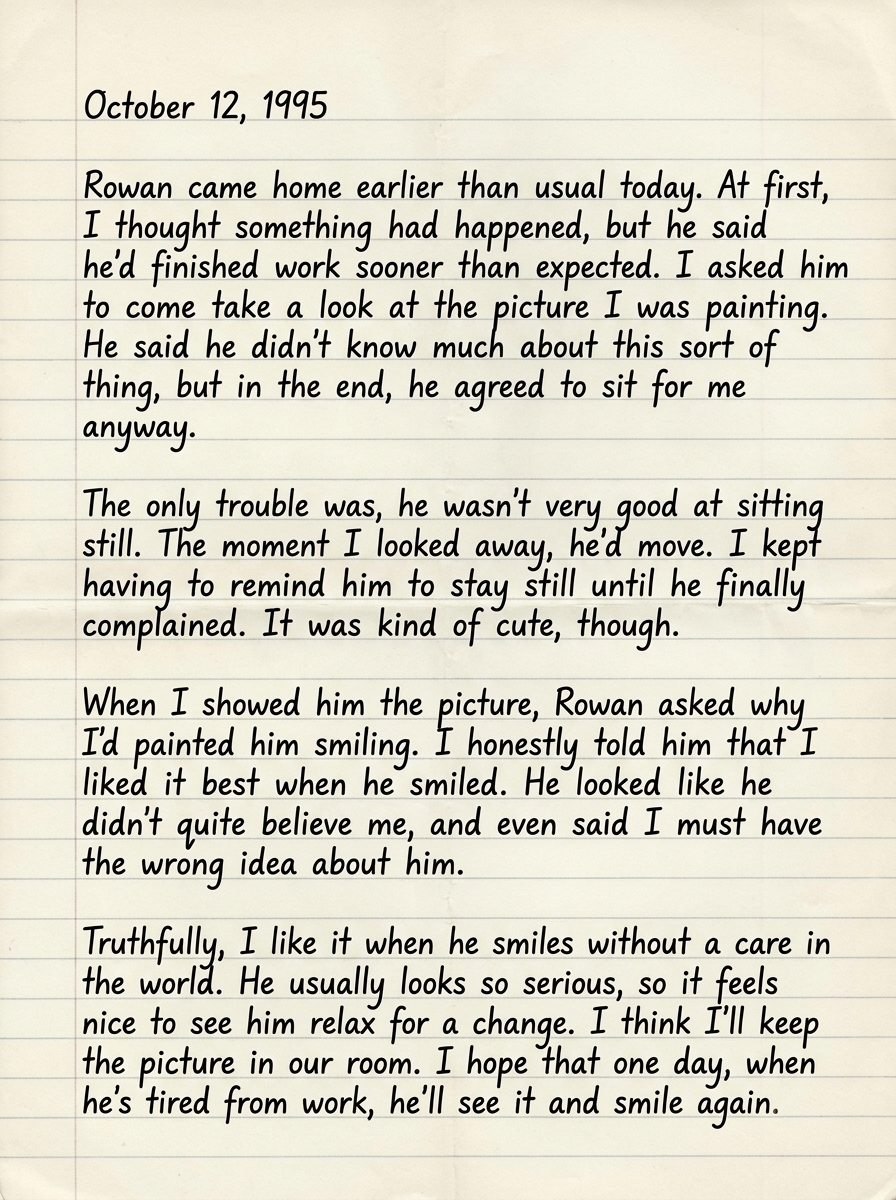 October 12, 1995
Rowan came home earlier than usual today. At first,
I thought something had happened, but he said
he'd finished work sooner than expected. I asked him
to come take a look at the picture I was painting.
He said he didn't know much about this sort of
thing, but in the end, he agreed to sit for me
anyway.
The only trouble was, he wasn't very good at sitting
still. The moment I looked away, he'd move. I kept
having to remind him to stay still until he finally
complained. It was kind of cute, though.
When I showed him the picture, Rowan asked why
I'd painted him smiling. I honestly told him that I
liked it best when he smiled. He looked like he
didn't quite believe me, and even said I must have
the wrong idea about him.
Truthfully, I like it when he smiles without a care in
the world. He usually looks so serious, so it feels
nice to see him relax for a change. I think I'll keep
the picture in our room. I hope that one day, when
he's tired from work, he'll see it and smile again.